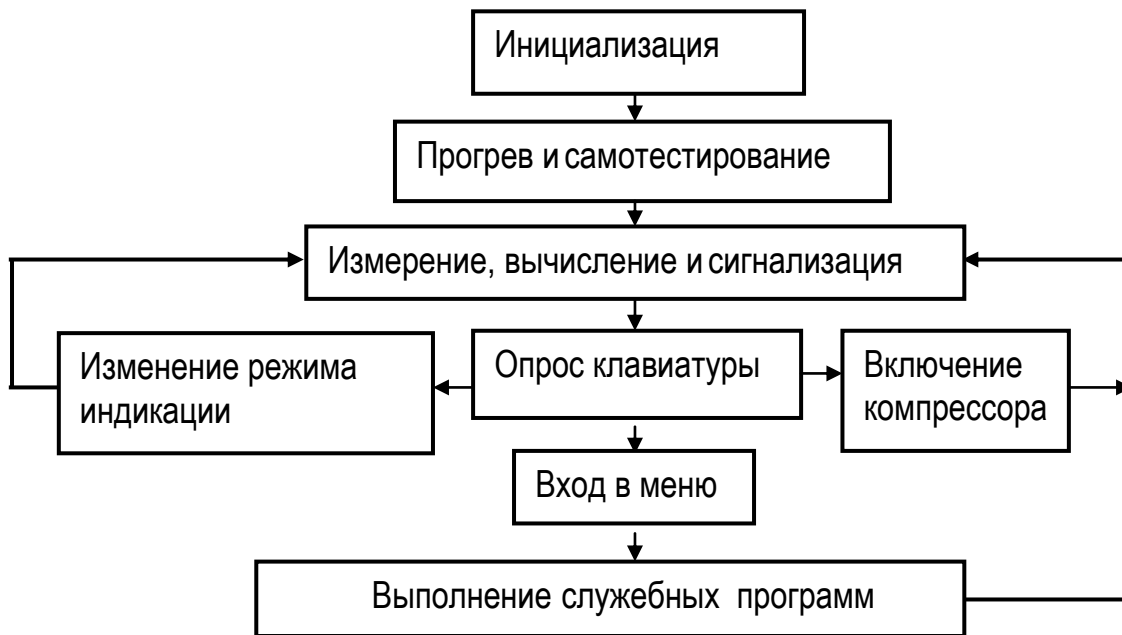 Инициализация
Прогрев и самотестирование
Измерение, вычисление и сигнализация
Изменение режима
индикации
Опрос клавиатуры
Включение
компрессора
Вход в меню
Выполнение служебных программ